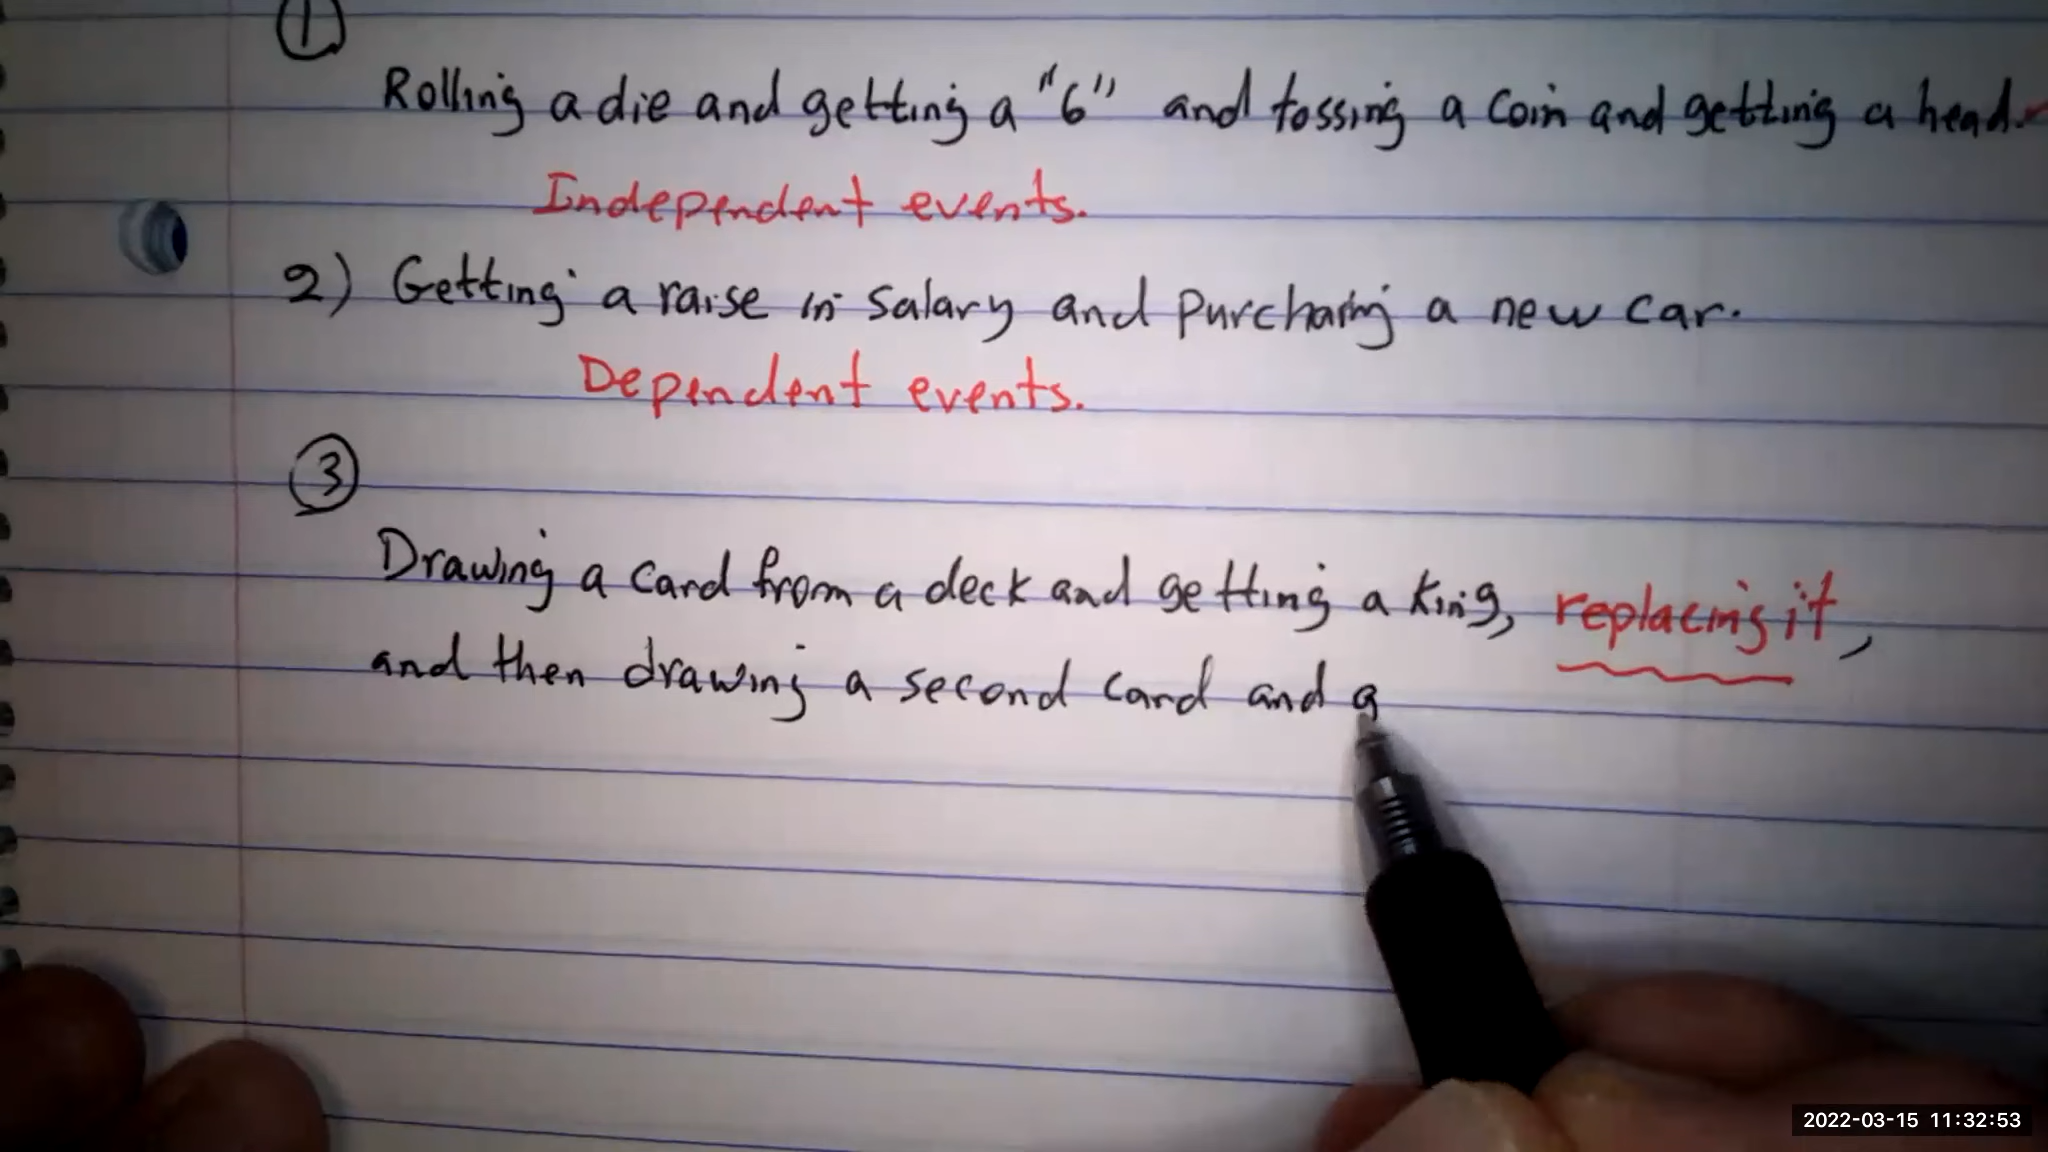 1
Rolling a die and getting a "6" and tossing a coin and getting a head.
Independent events.
2) Getting a raise in salary and purchasing a new car.
Dependent events.
3
Drawing a card from a deck and getting a king, replacing it,
and then drawing a second card and g
2022-03-15 11:32:53